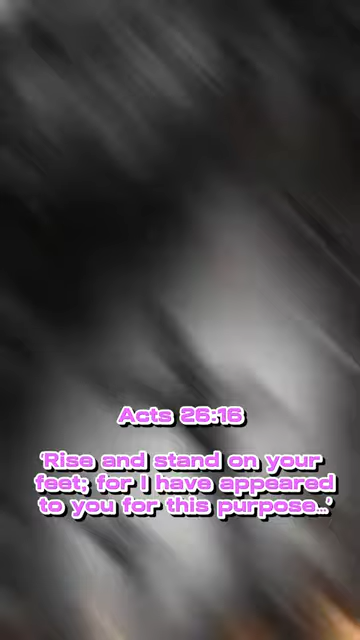 Acts 26:16
'Rise and stand on your
feet; for I have appeared
to you for this purpose...'